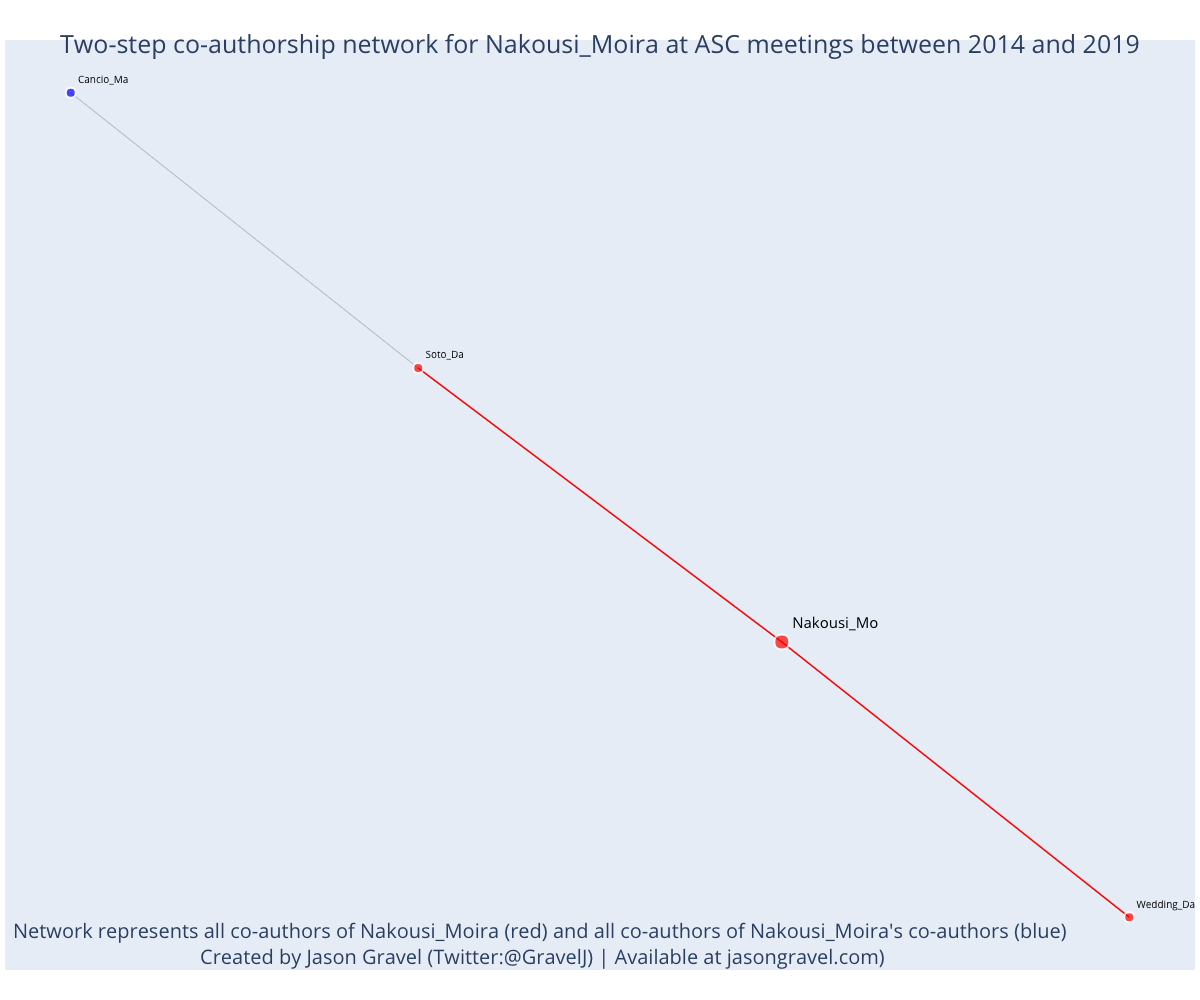 Two-step co-authorship network for Nakousi_Moira at ASC meetings between 2014 and 2019
Cancio_Ma
Soto_Da
Nakousi_Mo
Wedding_Da
Network represents all co-authors of Nakousi_Moira (red) and all co-authors of Nakousi_Moira's co-authors (blue)
Created by Jason Gravel (Twitter:@GravelJ) | Available at jasongravel.com)